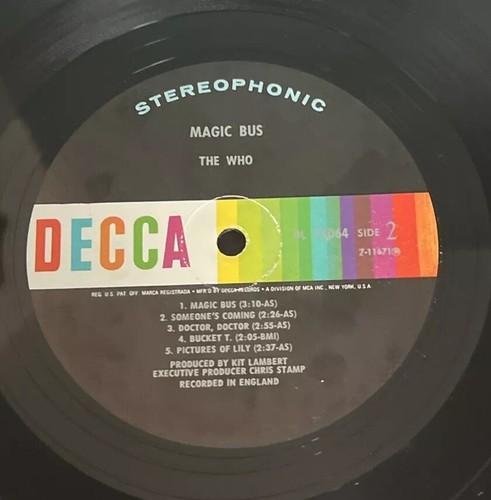 STEREOPHONIC
MAGIC BUS
THE WHO
DECCA
SIDE 2
REG. U.S. PAT. OFF. MARCA REGISTRADA • MFR'D BY DECCA RECORDS • A DIVISION OF MCA INC., NEW YORK, U.S.A.
1. MAGIC BUS (3:10-AS)
2. SOMEONE'S COMING (2:26-AS)
3. DOCTOR, DOCTOR (2:55-AS)
4. BUCKET T. (2:05-BMI)
5. PICTURES OF LILY (2:37-AS)
PRODUCED BY KIT LAMBERT
EXECUTIVE PRODUCER CHRIS STAMP
RECORDED IN ENGLAND